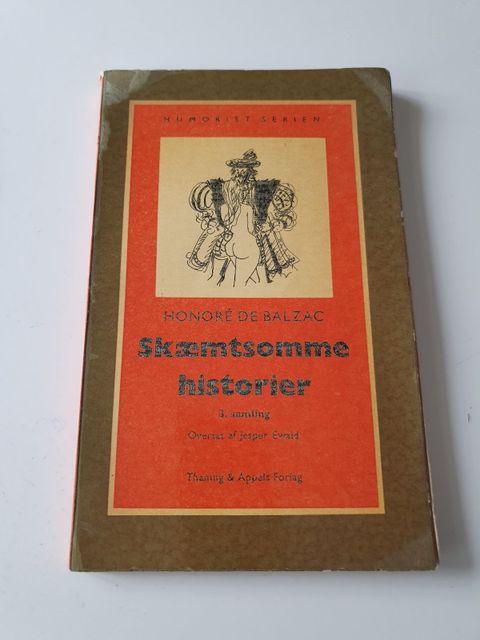 HUMORIST SERIEN
HONORÉ DE BALZAC
Skæmtsomme
historier
3. samling
Oversat af Jesper Ewald
Thaning & Appels Forlag